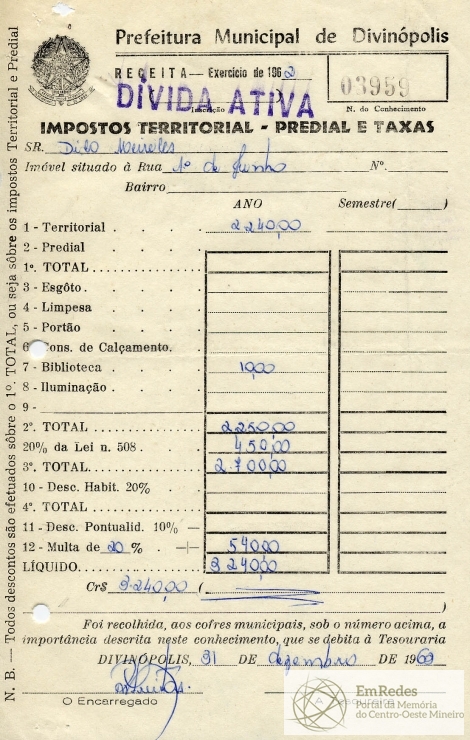 Prefeitura Municipal de Divinópolis
RECEITA — Exercício de 1962
03959
DÍVIDA ATIVA
Inscrição
N. do Conhecimento
IMPOSTOS TERRITORIAL - PREDIAL E TAXAS
SR. Dito Meireles
Imóvel situado à Rua 1º de Junho Nº.
Bairro
ANO Semestre( )
1 - Territorial . . . . 2240,00
2 - Predial . . . .
1º. TOTAL
3 - Esgôto. . . . .
4 - Limpesa . . . .
5 - Portão . . . .
6 Cons. de Calçamento.
7 - Biblioteca . . . 10,00
8 - Iluminação . . . .
9 -
2º. TOTAL 2250,00
20% da Lei n. 508 . . . 450,00
3º. TOTAL 2.700,00
10 - Desc. Habit. 20% . .
4º. TOTAL
11 - Desc. Pontualid. 10% —
12 - Multa de 20 % . —|— 540,00
LÍQUIDO 3240,00
Cr$ 3.240,00 ( )
Foi recolhida, aos cofres municipais, sob o número acima, a
importância descrita neste conhecimento, que se debita à Tesouraria
DIVINÓPOLIS, 31 DE dezembro DE 1969
O Encarregado
N. B. — Todos descontos são efetuados sôbre o 1º. TOTAL, ou seja sôbre os impostos Territorial e Predial
EmRedes
Portal da Memória
do Centro-Oeste Mineiro